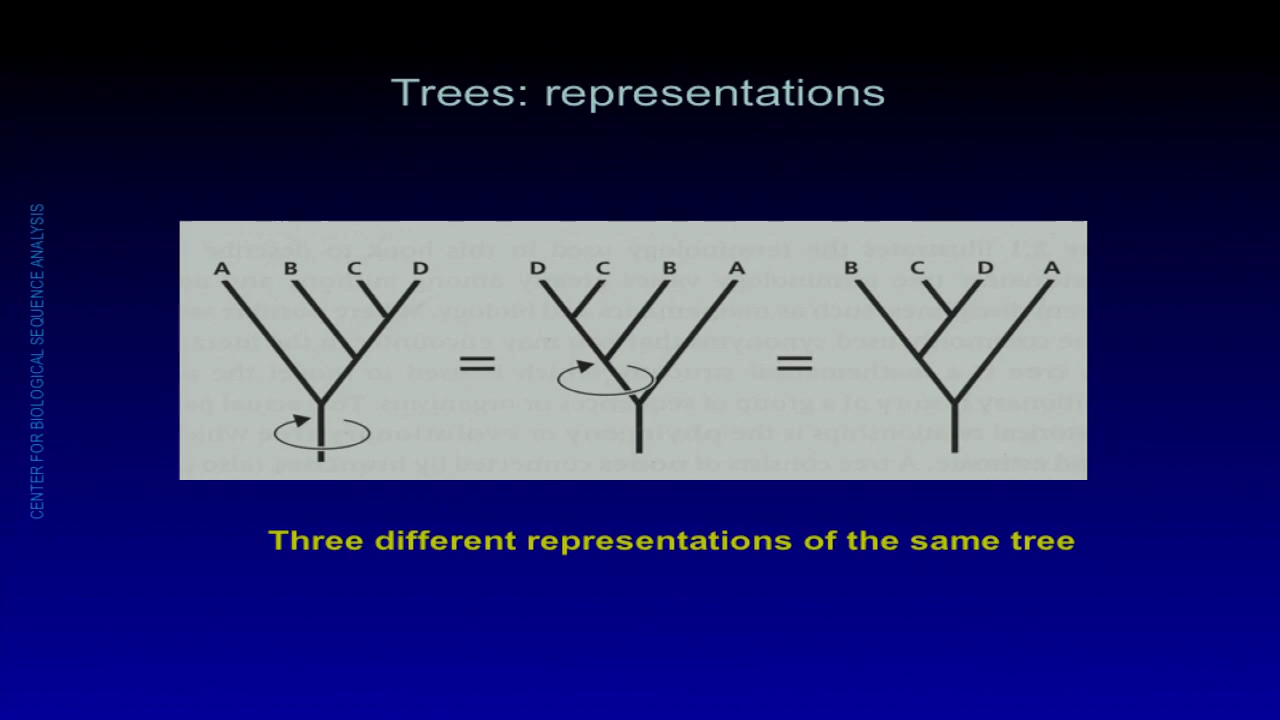 Trees: representations
CENTER FOR BIOLOGICAL SEQUENCE ANALYSIS
A B C D D C B A B C D A
= =
Three different representations of the same tree